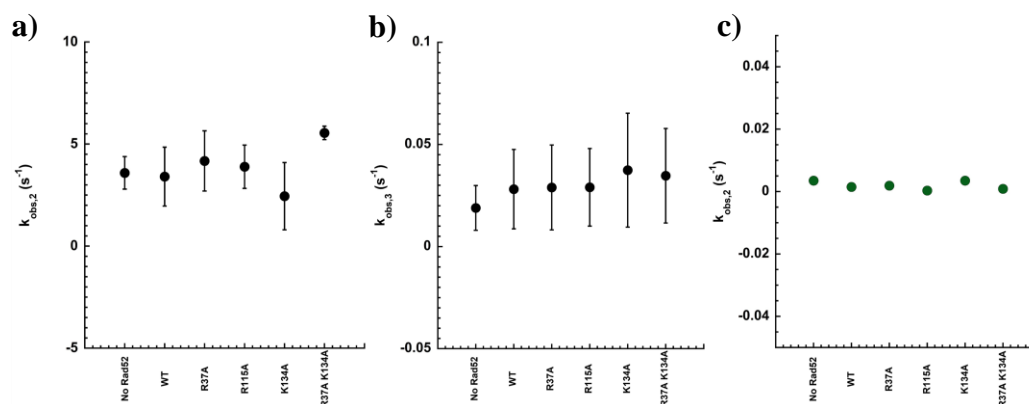 a)
10
5
0
-5
k_obs,2 (s⁻¹)
No Rad52
WT
R37A
R115A
K134A
R37A K134A
b)
0.1
0.05
0
-0.05
k_obs,3 (s⁻¹)
No Rad52
WT
R37A
R115A
K134A
R37A K134A
c)
0.04
0.02
0
-0.02
-0.04
k_obs,2 (s⁻¹)
No Rad52
WT
R37A
R115A
K134A
R37A K134A